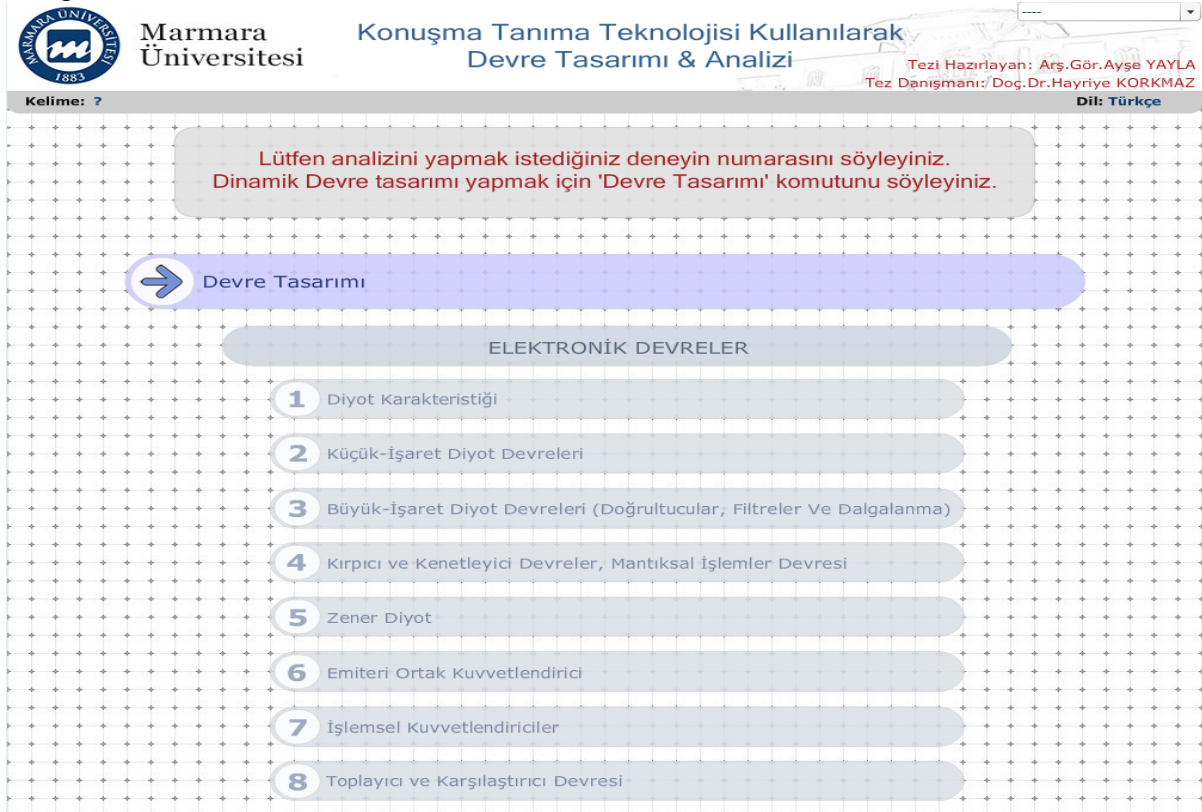 MARMARA ÜNİVERSİTESİ
1883
Marmara
Üniversitesi
Konuşma Tanıma Teknolojisi Kullanılarak
Devre Tasarımı & Analizi
----
Tezi Hazırlayan: Arş.Gör.Ayşe YAYLA
Tez Danışmanı: Doç.Dr.Hayriye KORKMAZ
Kelime: ?
Dil: Türkçe
Lütfen analizini yapmak istediğiniz deneyin numarasını söyleyiniz.
Dinamik Devre tasarımı yapmak için 'Devre Tasarımı' komutunu söyleyiniz.
Devre Tasarımı
ELEKTRONİK DEVRELER
1 Diyot Karakteristiği
2 Küçük-İşaret Diyot Devreleri
3 Büyük-İşaret Diyot Devreleri (Doğrultucular, Filtreler Ve Dalgalanma)
4 Kırpıcı ve Kenetleyici Devreler, Mantıksal İşlemler Devresi
5 Zener Diyot
6 Emiteri Ortak Kuvvetlendirici
7 İşlemsel Kuvvetlendiriciler
8 Toplayıcı ve Karşılaştırıcı Devresi